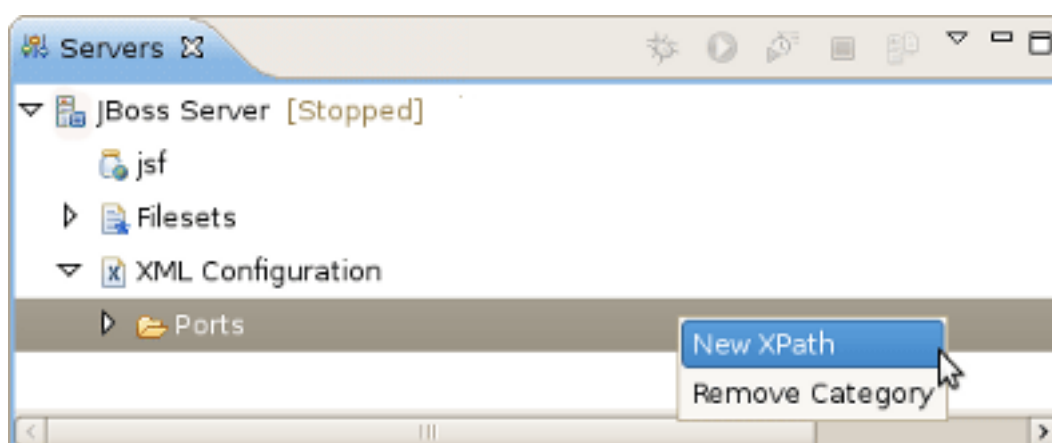 Servers
JBoss Server [Stopped]
jsf
Filesets
XML Configuration
Ports
New XPath
Remove Category